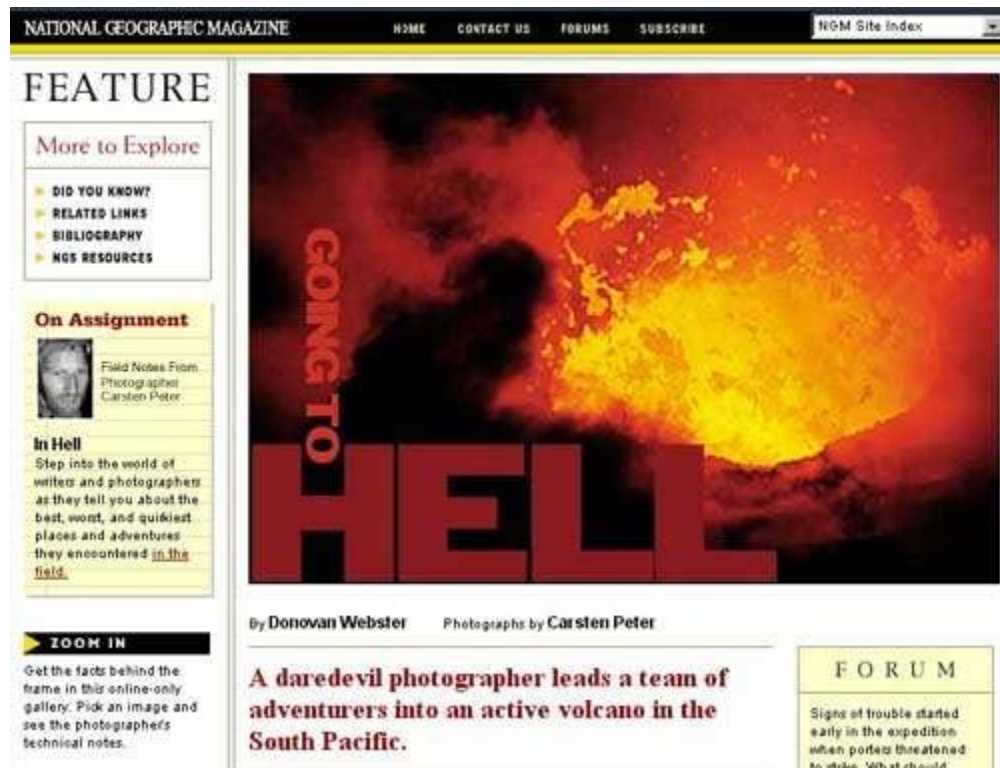 NATIONAL GEOGRAPHIC MAGAZINE
HOME CONTACT US FORUMS SUBSCRIBE
NGM Site Index
FEATURE
More to Explore
DID YOU KNOW?
RELATED LINKS
BIBLIOGRAPHY
NGS RESOURCES
On Assignment
Field Notes From
Photographer
Carsten Peter
In Hell
Step into the world of
writers and photographers
as they tell you about the
best, worst, and quirkiest
places and adventures
they encountered in the
field.
ZOOM IN
Get the facts behind the
frame in this online-only
gallery. Pick an image and
see the photographer's
technical notes.
GOING TO
HELL
By Donovan Webster Photographs by Carsten Peter
A daredevil photographer leads a team of
adventurers into an active volcano in the
South Pacific.
FORUM
Signs of trouble started
early in the expedition
when porters threatened
to strike. What should